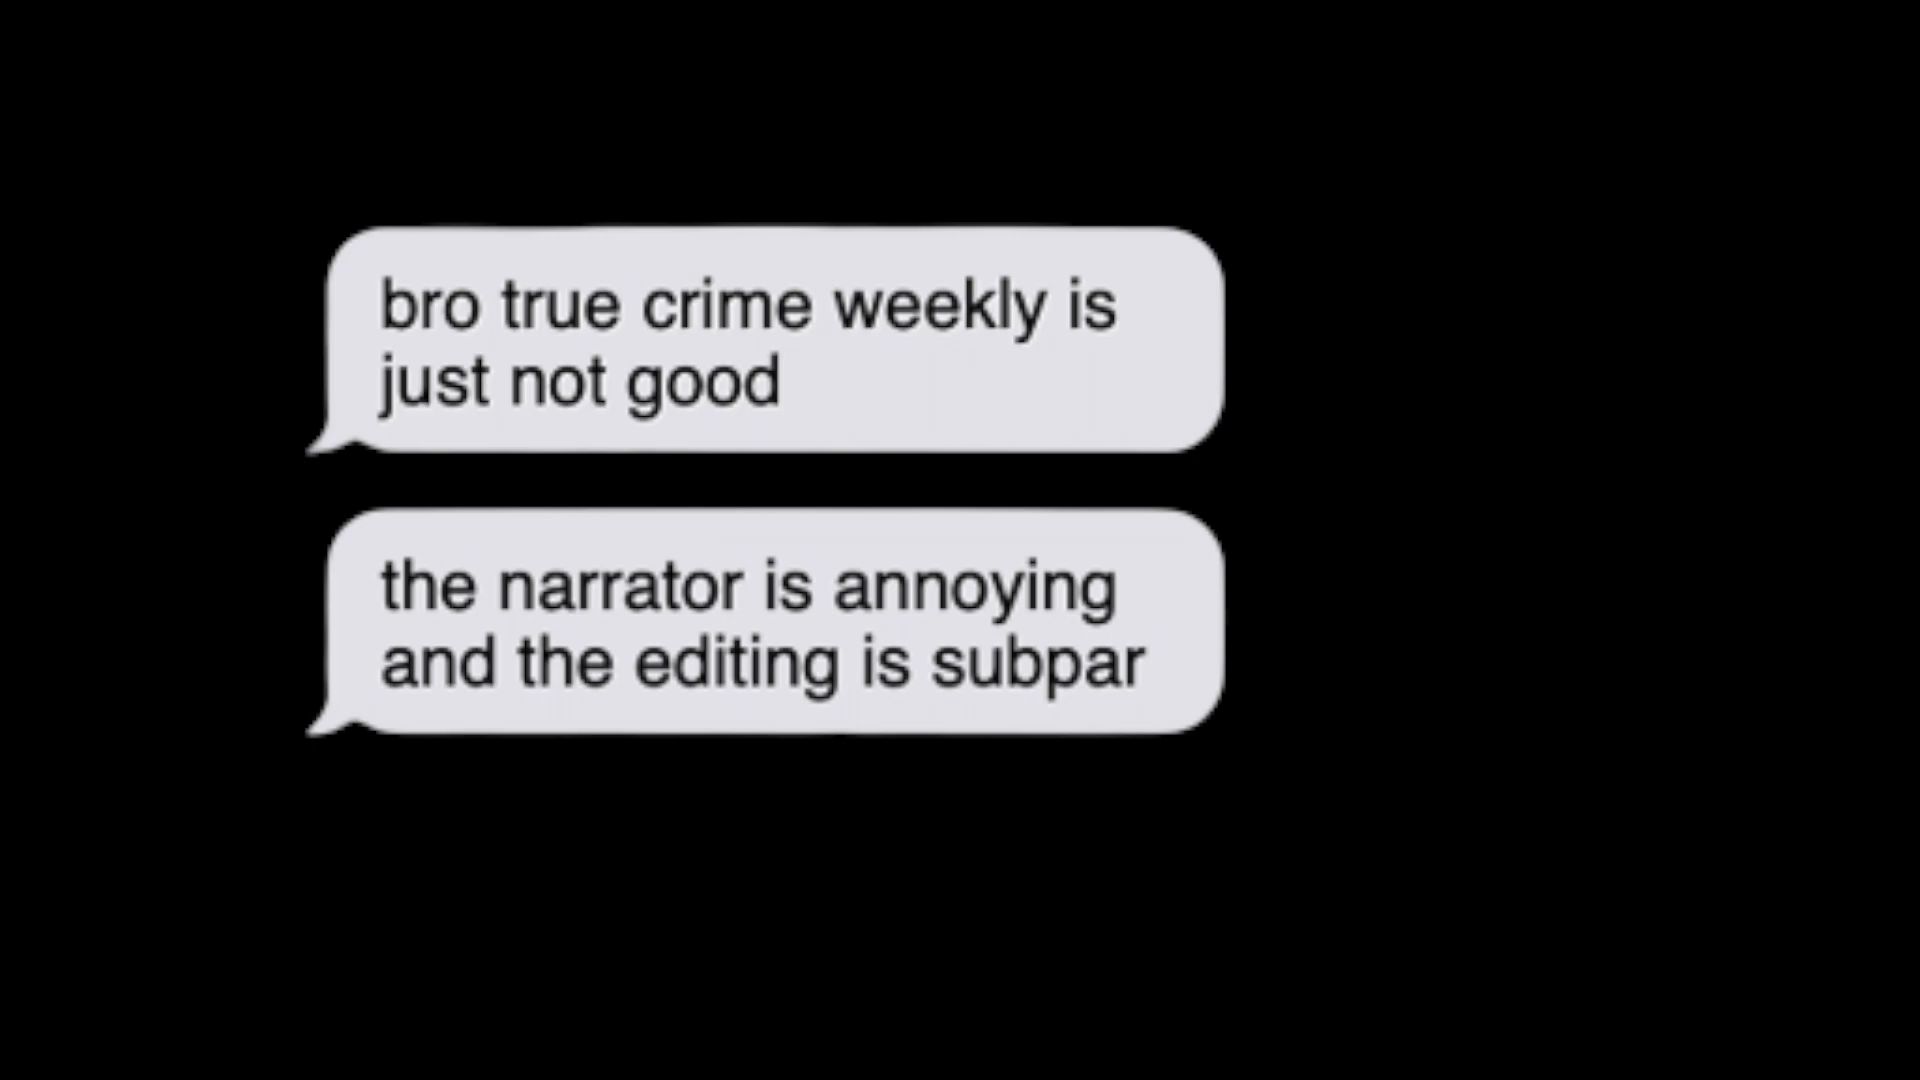 bro true crime weekly is
just not good
the narrator is annoying
and the editing is subpar